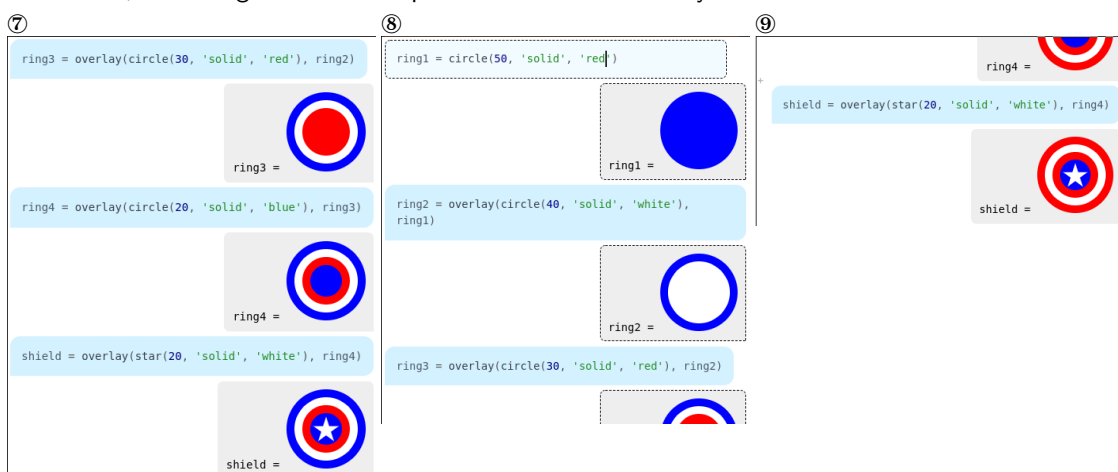 ⑦
ring3 = overlay(circle(30, 'solid', 'red'), ring2)
ring3 =
ring4 = overlay(circle(20, 'solid', 'blue'), ring3)
ring4 =
shield = overlay(star(20, 'solid', 'white'), ring4)
shield =
⑧
ring1 = circle(50, 'solid', 'red')
ring1 =
ring2 = overlay(circle(40, 'solid', 'white'),
ring1)
ring2 =
ring3 = overlay(circle(30, 'solid', 'red'), ring2)
⑨
ring4 =
+
shield = overlay(star(20, 'solid', 'white'), ring4)
shield =